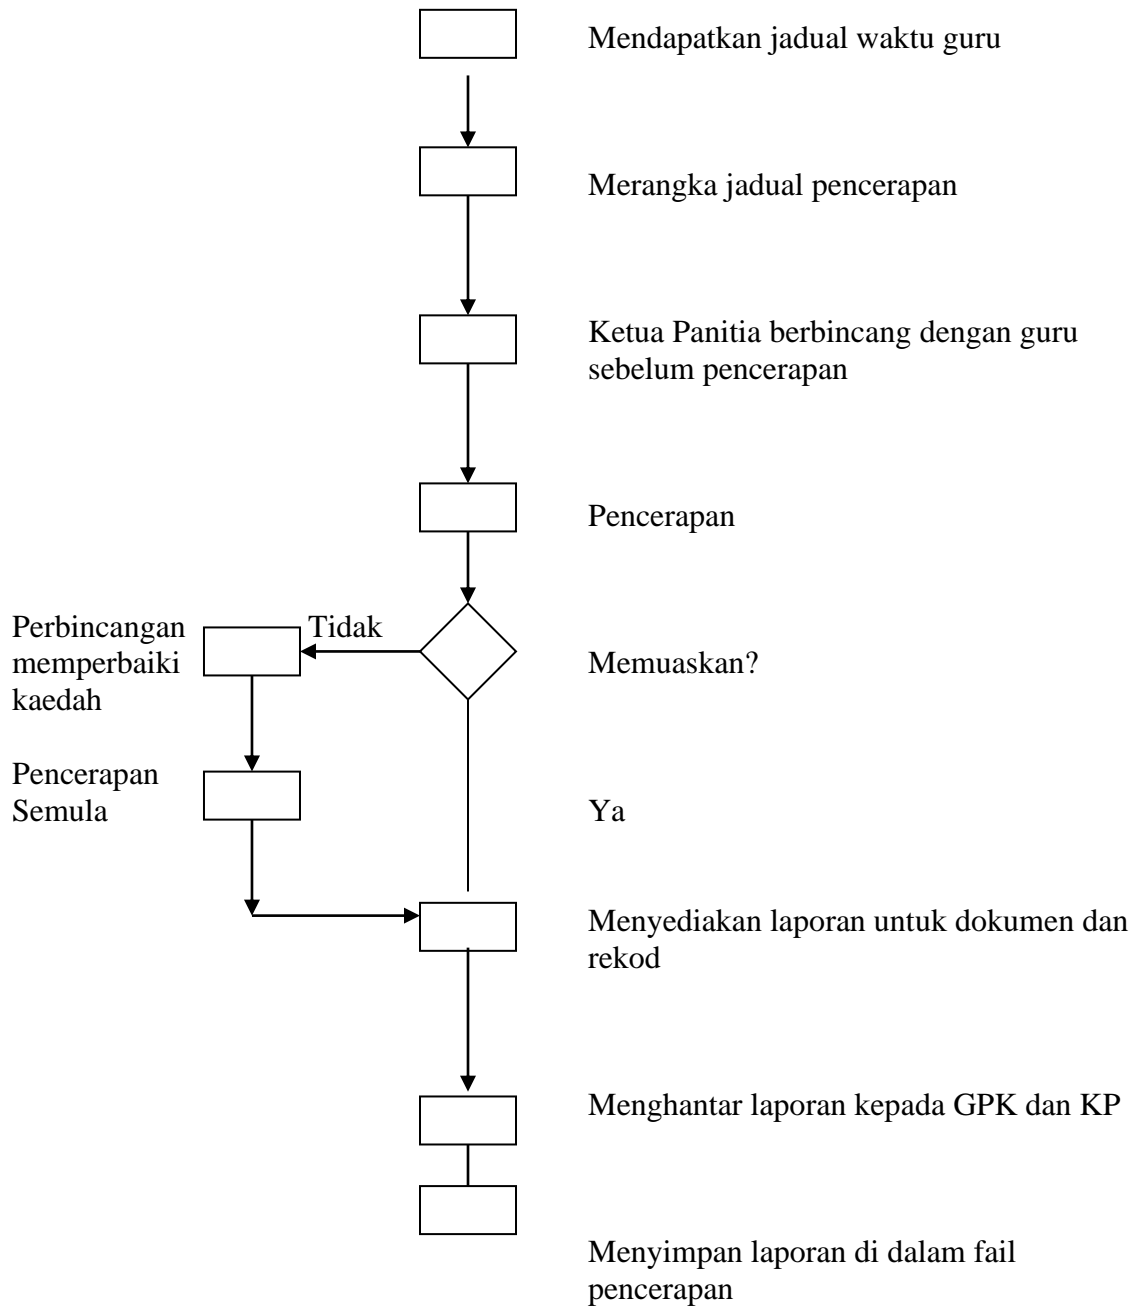 Mendapatkan jadual waktu guru
Merangka jadual pencerapan
Ketua Panitia berbincang dengan guru
sebelum pencerapan
Pencerapan
Perbincangan
memperbaiki
kaedah
Tidak
Memuaskan?
Pencerapan
Semula
Ya
Menyediakan laporan untuk dokumen dan
rekod
Menghantar laporan kepada GPK dan KP
Menyimpan laporan di dalam fail
pencerapan